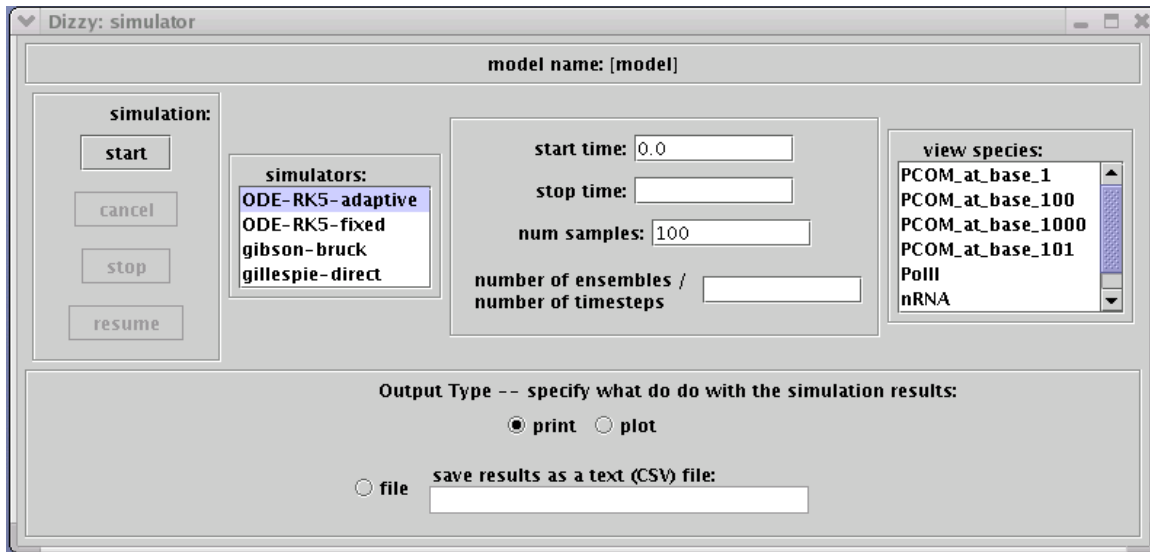 Dizzy: simulator
model name: [model]
simulation:
start
cancel
stop
resume
simulators:
ODE-RK5-adaptive
ODE-RK5-fixed
gibson-bruck
gillespie-direct
start time: 0.0
stop time:
num samples: 100
number of ensembles /
number of timesteps
view species:
PCOM_at_base_1
PCOM_at_base_100
PCOM_at_base_1000
PCOM_at_base_101
PolII
nRNA
Output Type -- specify what do do with the simulation results:
print plot
file save results as a text (CSV) file: